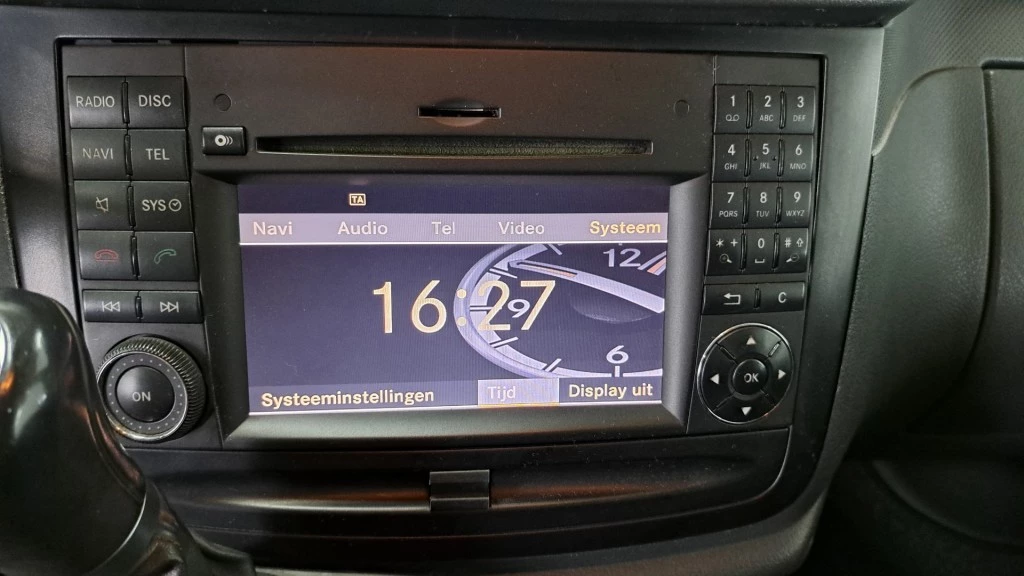 RADIO DISC
NAVI TEL
SYS
ON
TA
Navi Audio Tel Video Systeem
16:27
12
9
6
Systeeminstellingen Tijd Display uit
1 2 ABC 3 DEF
4 GHI 5 JKL 6 MNO
7 PQRS 8 TUV 9 WXYZ
* + 0 #
C
OK